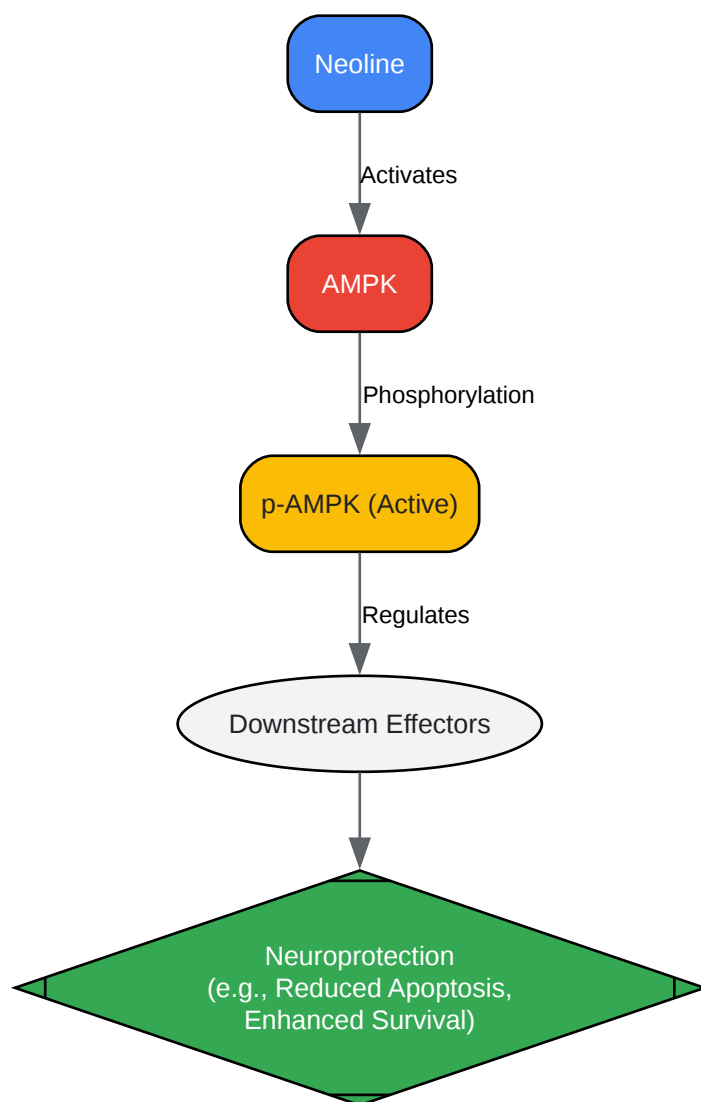 Neoline
Activates
AMPK
Phosphorylation
p-AMPK (Active)
Regulates
Downstream Effectors
Neuroprotection
(e.g., Reduced Apoptosis,
Enhanced Survival)